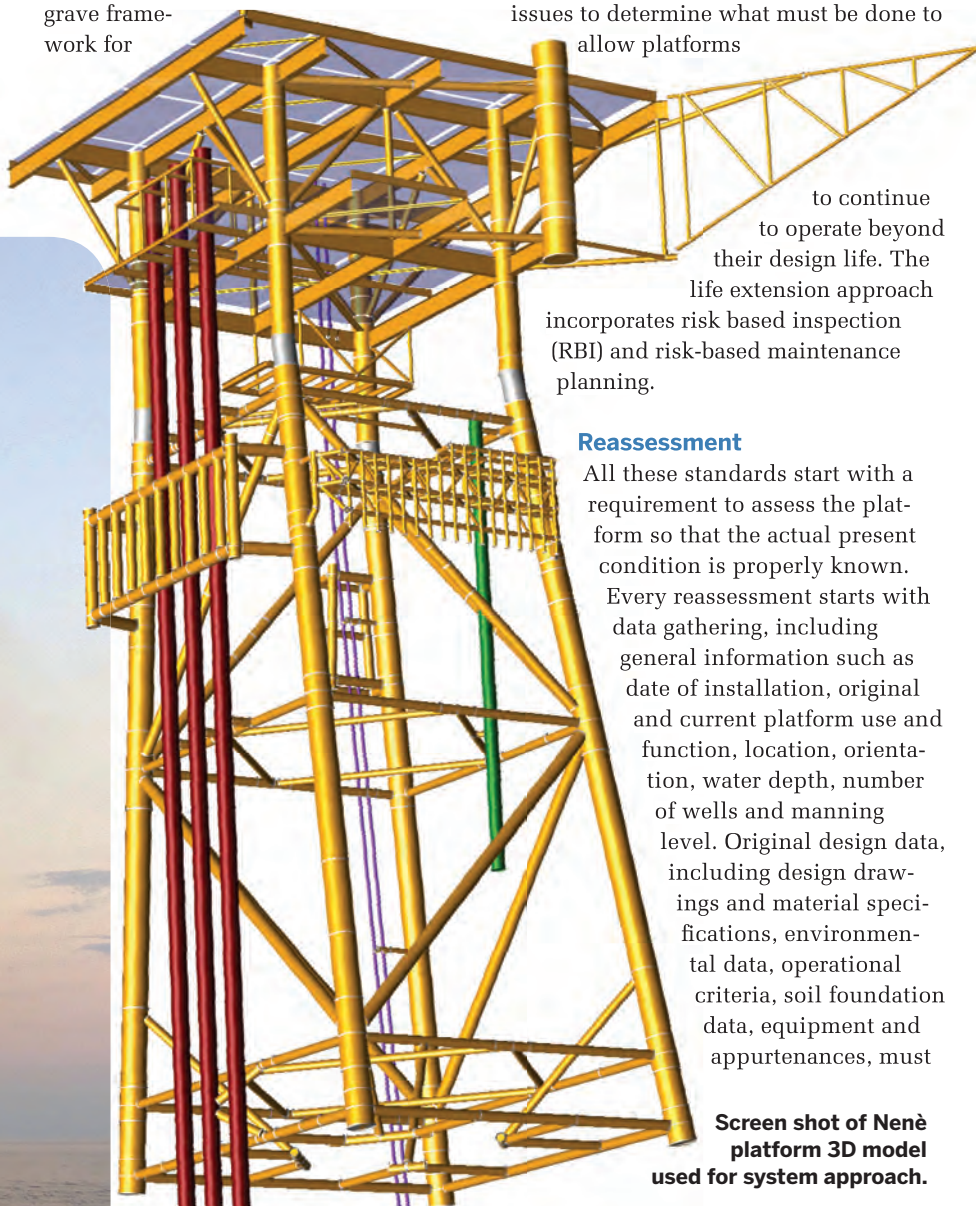 grave frame-
work for
issues to determine what must be done to
allow platforms
to continue
to operate beyond
their design life. The
life extension approach
incorporates risk based inspection
(RBI) and risk-based maintenance
planning.
Reassessment
All these standards start with a
requirement to assess the plat-
form so that the actual present
condition is properly known.
Every reassessment starts with
data gathering, including
general information such as
date of installation, original
and current platform use and
function, location, orienta-
tion, water depth, number
of wells and manning
level. Original design data,
including design draw-
ings and material speci-
fications, environmen-
tal data, operational
criteria, soil foundation
data, equipment and
appurtenances, must
Screen shot of Nenè
platform 3D model
used for system approach.